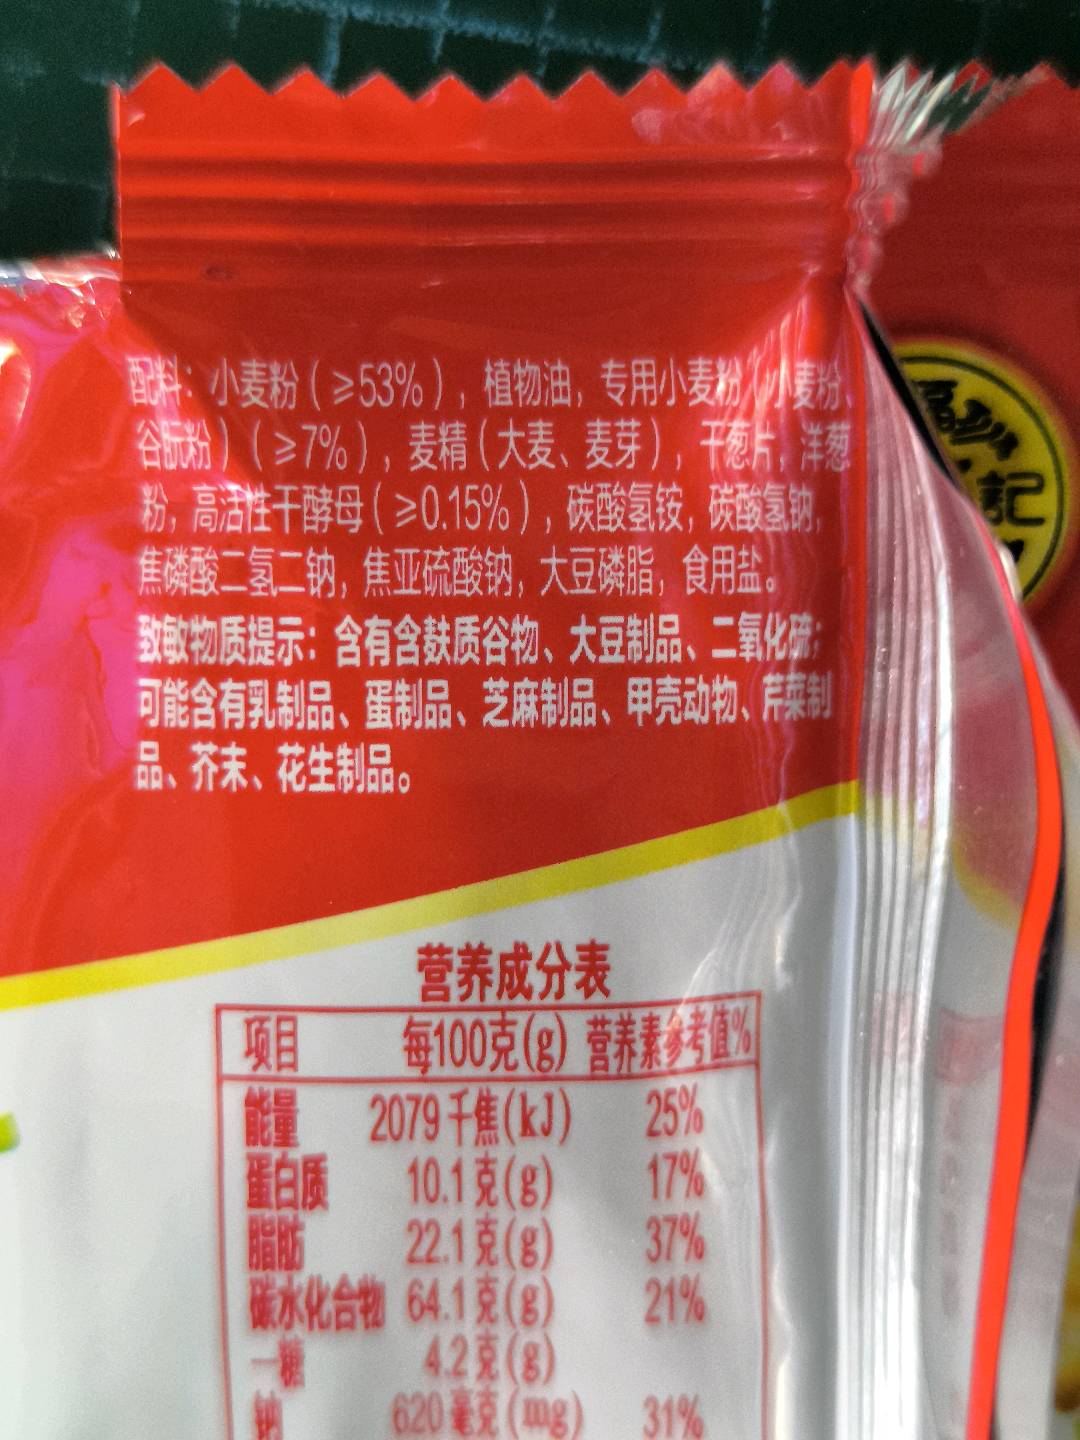 配料：小麦粉（≥53%），植物油，专用小麦粉（小麦粉、
谷朊粉）（≥7%），麦精（大麦、麦芽），干葱片，洋葱
粉，高活性干酵母（≥0.15%），碳酸氢铵，碳酸氢钠，
焦磷酸二氢二钠，焦亚硫酸钠，大豆磷脂，食用盐。
致敏物质提示：含有含麸质谷物、大豆制品、二氧化硫；
可能含有乳制品、蛋制品、芝麻制品、甲壳动物、芹菜制
品、芥末、花生制品。
記
营养成分表
项目 每100克(g) 营养素参考值%
能量 2079千焦(kJ) 25%
蛋白质 10.1克(g) 17%
脂肪 22.1克(g) 37%
碳水化合物 64.1克(g) 21%
一糖 4.2克(g)
钠 620毫克(mg) 31%